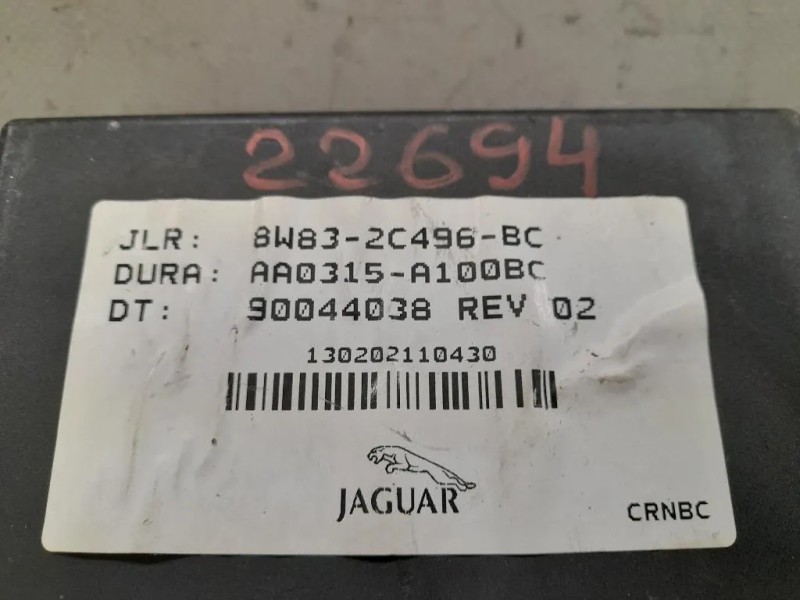 22694
JLR: 8W83-2C496-BC
DURA: AA0315-A100BC
DT: 90044038 REV 02
130202110430
JAGUAR
CRNBC